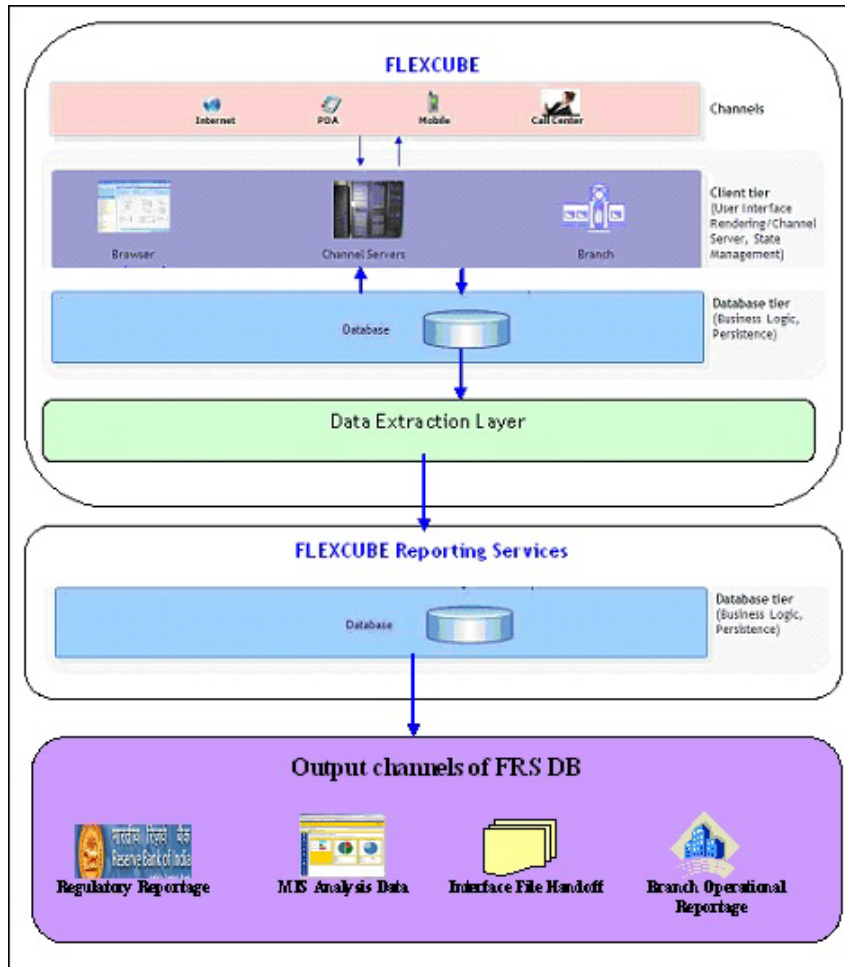 FLEXCUBE
Internet
PDA
Mobile
Call Center
Channels
Client tier
(User Interface
Rendering/Channel
Server, State
Management)
Browser
Channel Servers
Branch
Database
Database tier
(Business Logic,
Persistence)
Data Extraction Layer
FLEXCUBE Reporting Services
Database
Database tier
(Business Logic,
Persistence)
Output channels of FRS DB
भारतीय रिज़र्व बैंक
Reserve Bank of India
Regulatory Reportage
MIS Analysis Data
Interface File Handoff
Branch Operational
Reportage